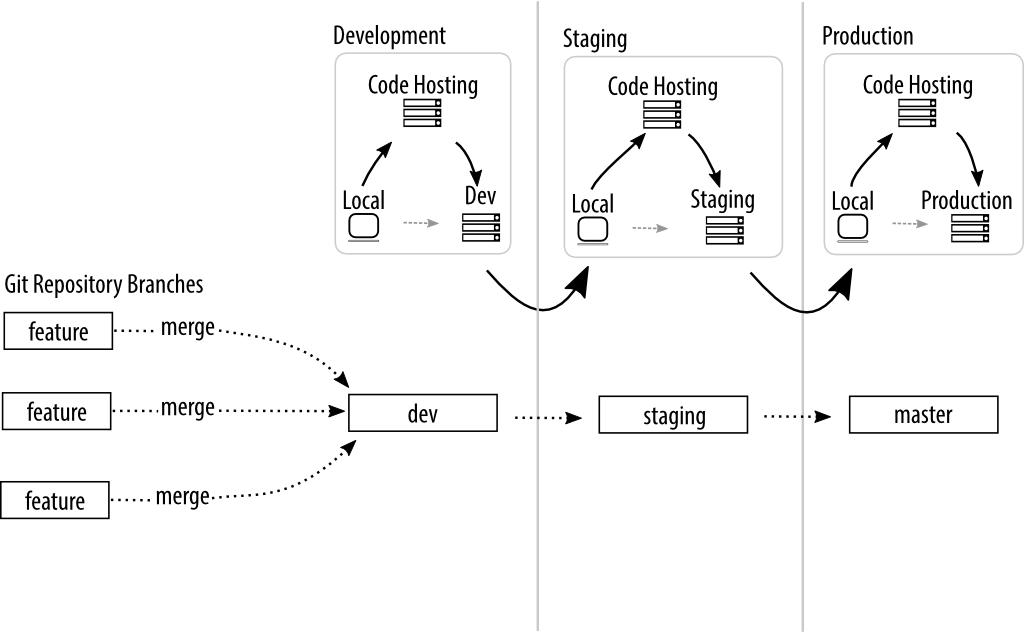 Development
Code Hosting
Local
Dev
Staging
Code Hosting
Local
Staging
Production
Code Hosting
Local
Production
Git Repository Branches
feature
merge
feature
merge
dev
staging
master
feature
merge